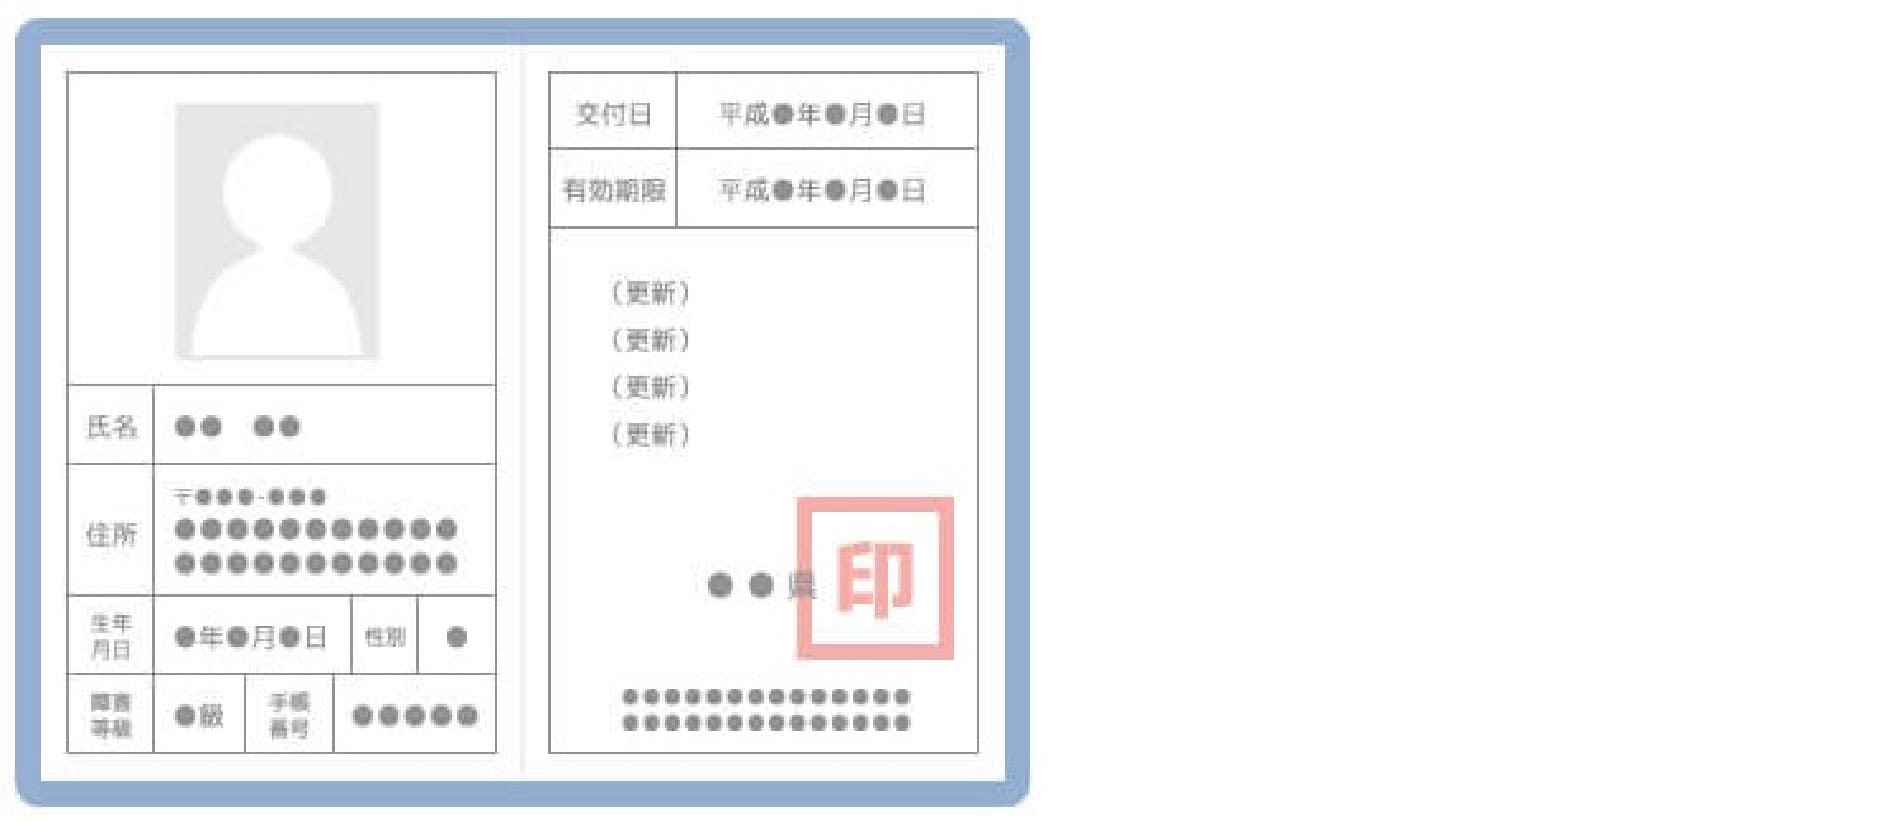 氏名 ●● ●●
住所
〒●●●-●●●
●●●●●●●●●●●
●●●●●●●●●●●
生年
月日
●年●月●日
性別
●
障害
等級
●級
手帳
番号
●●●●●
交付日 平成●年●月●日
有効期限 平成●年●月●日
（更新）
（更新）
（更新）
（更新）
●●県
印
●●●●●●●●●●●●●●
●●●●●●●●●●●●●●